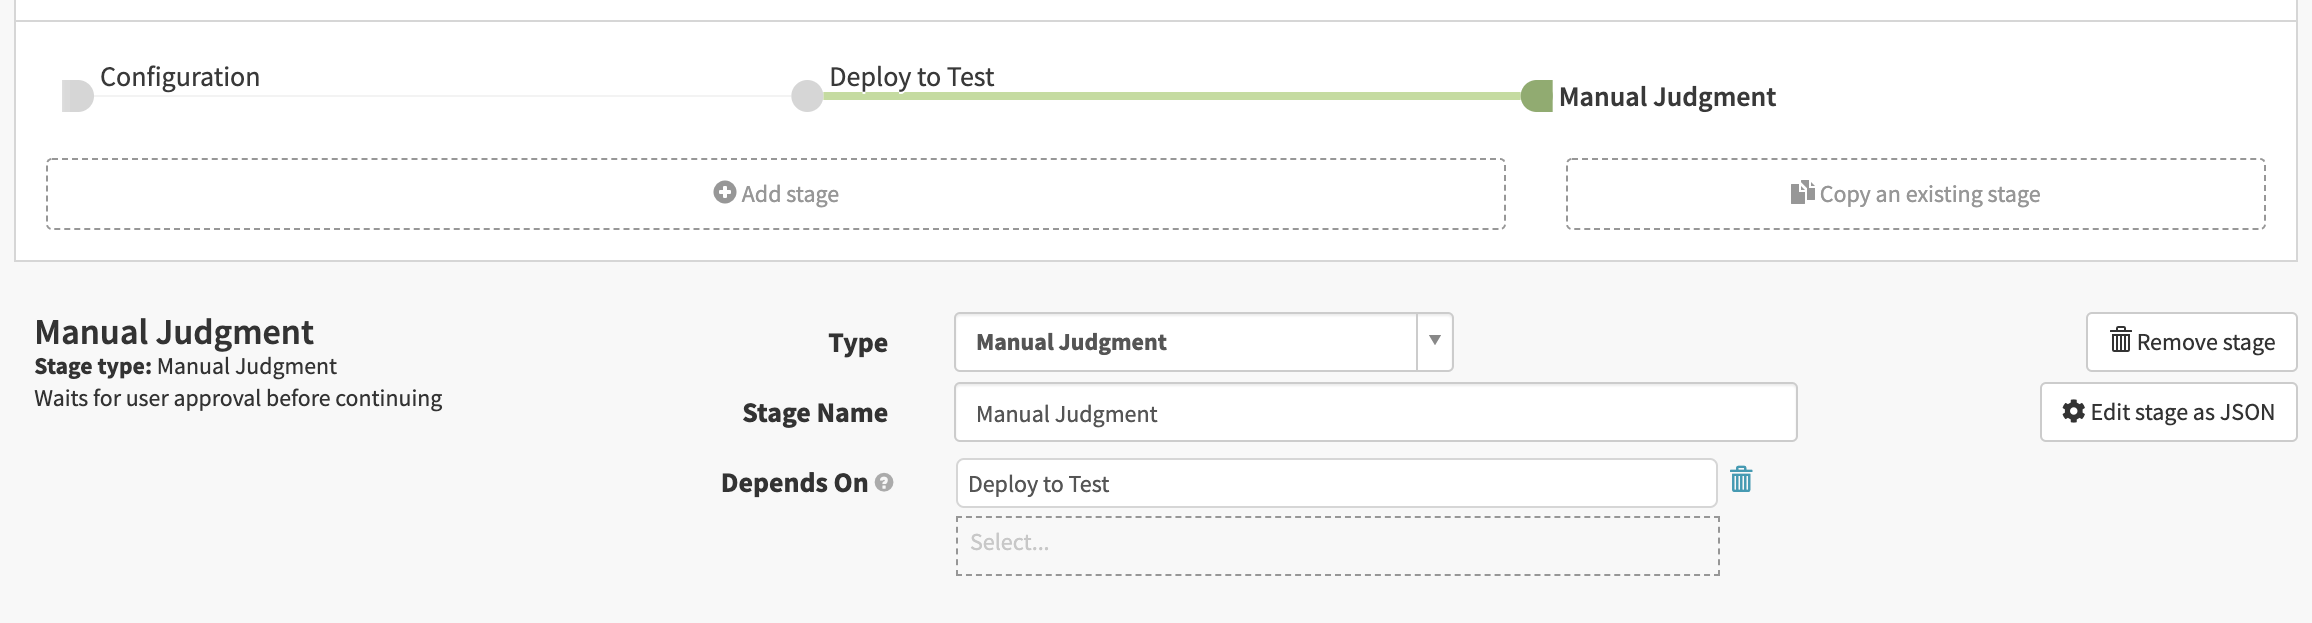 Configuration
Deploy to Test
Manual Judgment
Add stage
Copy an existing stage
Manual Judgment
Stage type: Manual Judgment
Waits for user approval before continuing
Type
Manual Judgment
Remove stage
Stage Name
Manual Judgment
Edit stage as JSON
Depends On ?
Deploy to Test
Select...